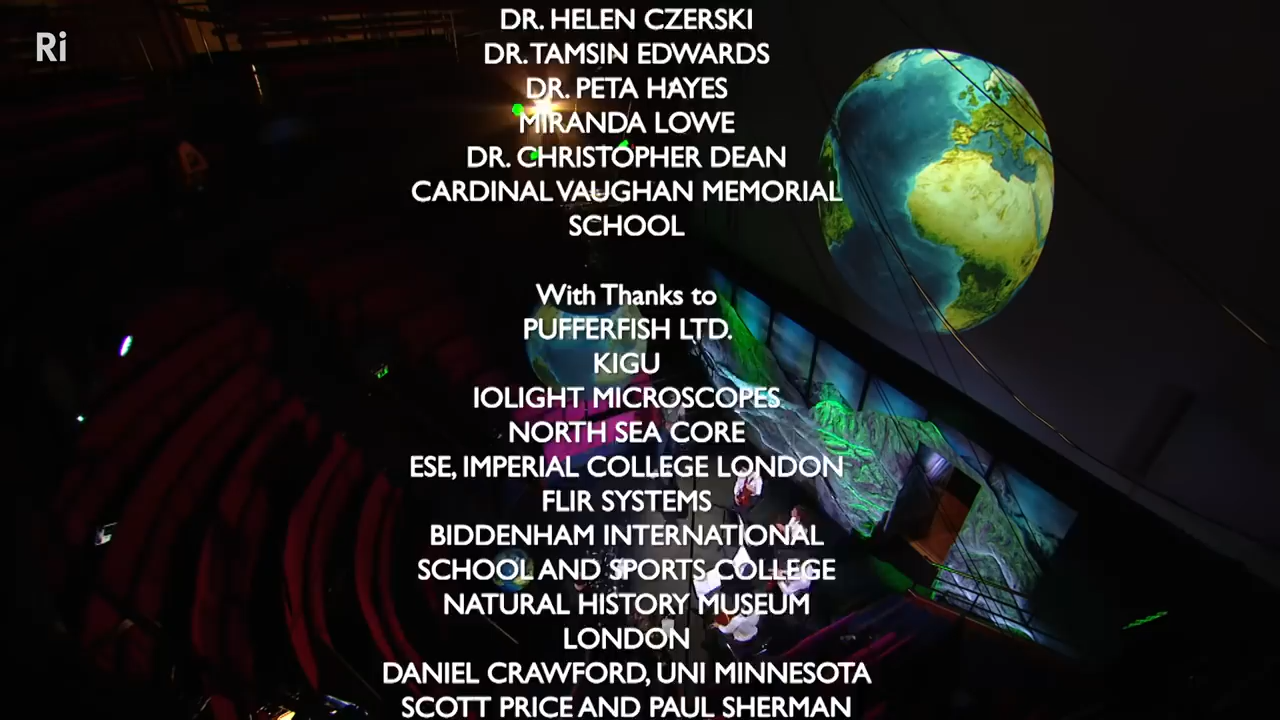 Ri
DR. HELEN CZERSKI
DR. TAMSIN EDWARDS
DR. PETA HAYES
MIRANDA LOWE
DR. CHRISTOPHER DEAN
CARDINAL VAUGHAN MEMORIAL
SCHOOL
With Thanks to
PUFFERFISH LTD.
KIGU
IOLIGHT MICROSCOPES
NORTH SEA CORE
ESE, IMPERIAL COLLEGE LONDON
FLIR SYSTEMS
BIDDENHAM INTERNATIONAL
SCHOOL AND SPORTS COLLEGE
NATURAL HISTORY MUSEUM
LONDON
DANIEL CRAWFORD, UNI MINNESOTA
SCOTT PRICE AND PAUL SHERMAN